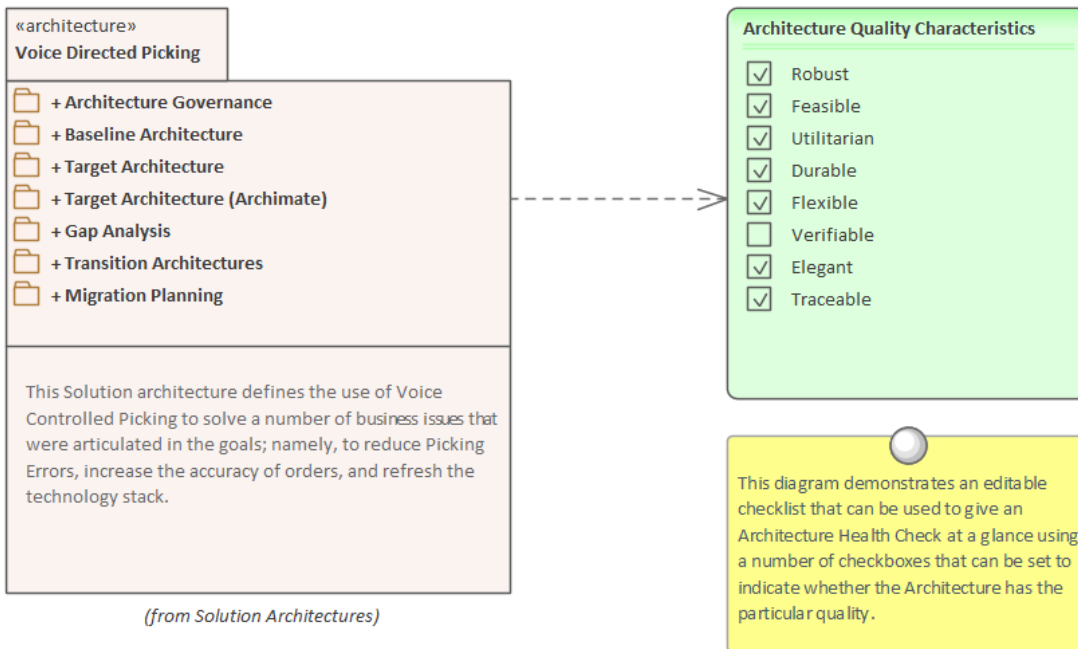 «architecture»
Voice Directed Picking
+ Architecture Governance
+ Baseline Architecture
+ Target Architecture
+ Target Architecture (Archimate)
+ Gap Analysis
+ Transition Architectures
+ Migration Planning
This Solution architecture defines the use of Voice
Controlled Picking to solve a number of business issues that
were articulated in the goals; namely, to reduce Picking
Errors, increase the accuracy of orders, and refresh the
technology stack.
(from Solution Architectures)
Architecture Quality Characteristics
Robust
Feasible
Utilitarian
Durable
Flexible
Verifiable
Elegant
Traceable
This diagram demonstrates an editable
checklist that can be used to give an
Architecture Health Check at a glance using
a number of checkboxes that can be set to
indicate whether the Architecture has the
particular quality.